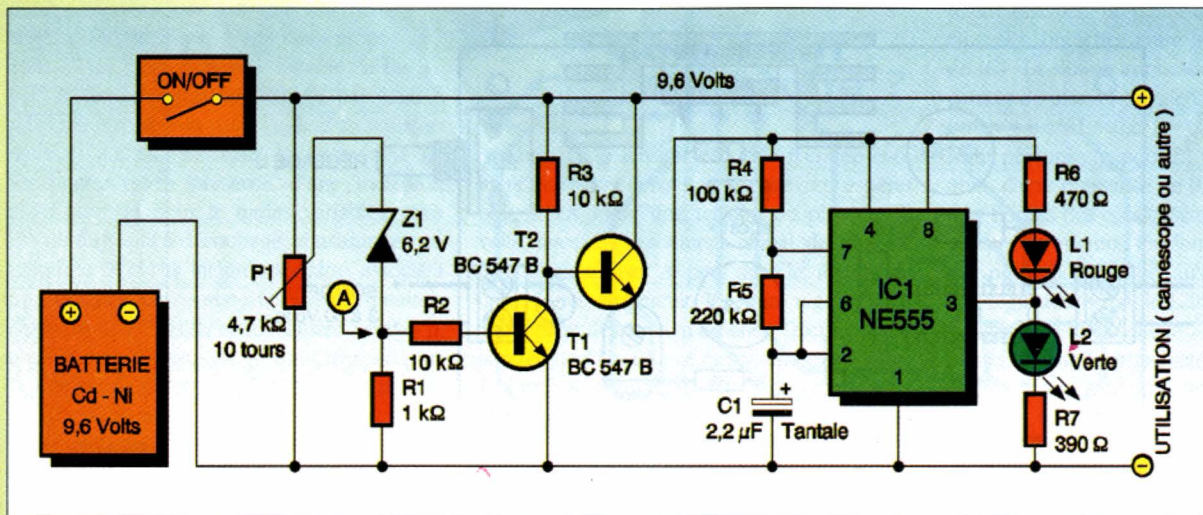 ON/OFF
9,6 Volts
BATTERIE
Cd - NI
9,6 Volts
P1
4,7 kΩ
10 tours
A
Z1
6,2 V
R2
10 kΩ
R1
1 kΩ
R3
10 kΩ
T2
BC 547 B
T1
BC 547 B
R4
100 kΩ
R5
220 kΩ
C1
2,2 µF
Tantale
4
8
7
6
2
3
1
IC1
NE555
R6
470 Ω
L1
Rouge
L2
Verte
R7
390 Ω
UTILISATION ( camescope ou autre )